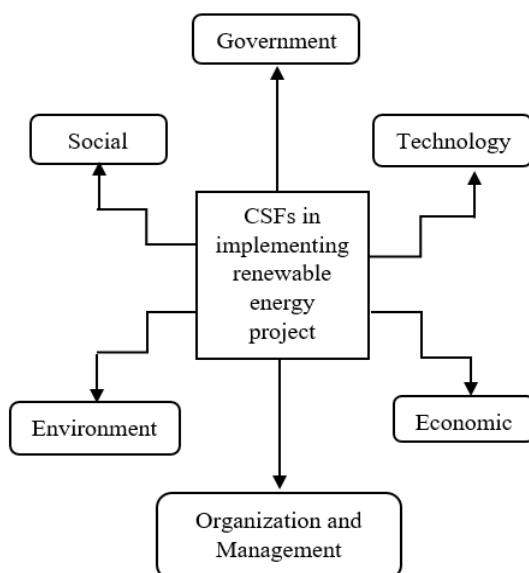 Government
Social
Technology
CSFs in
implementing
renewable
energy
project
Environment
Economic
Organization and
Management